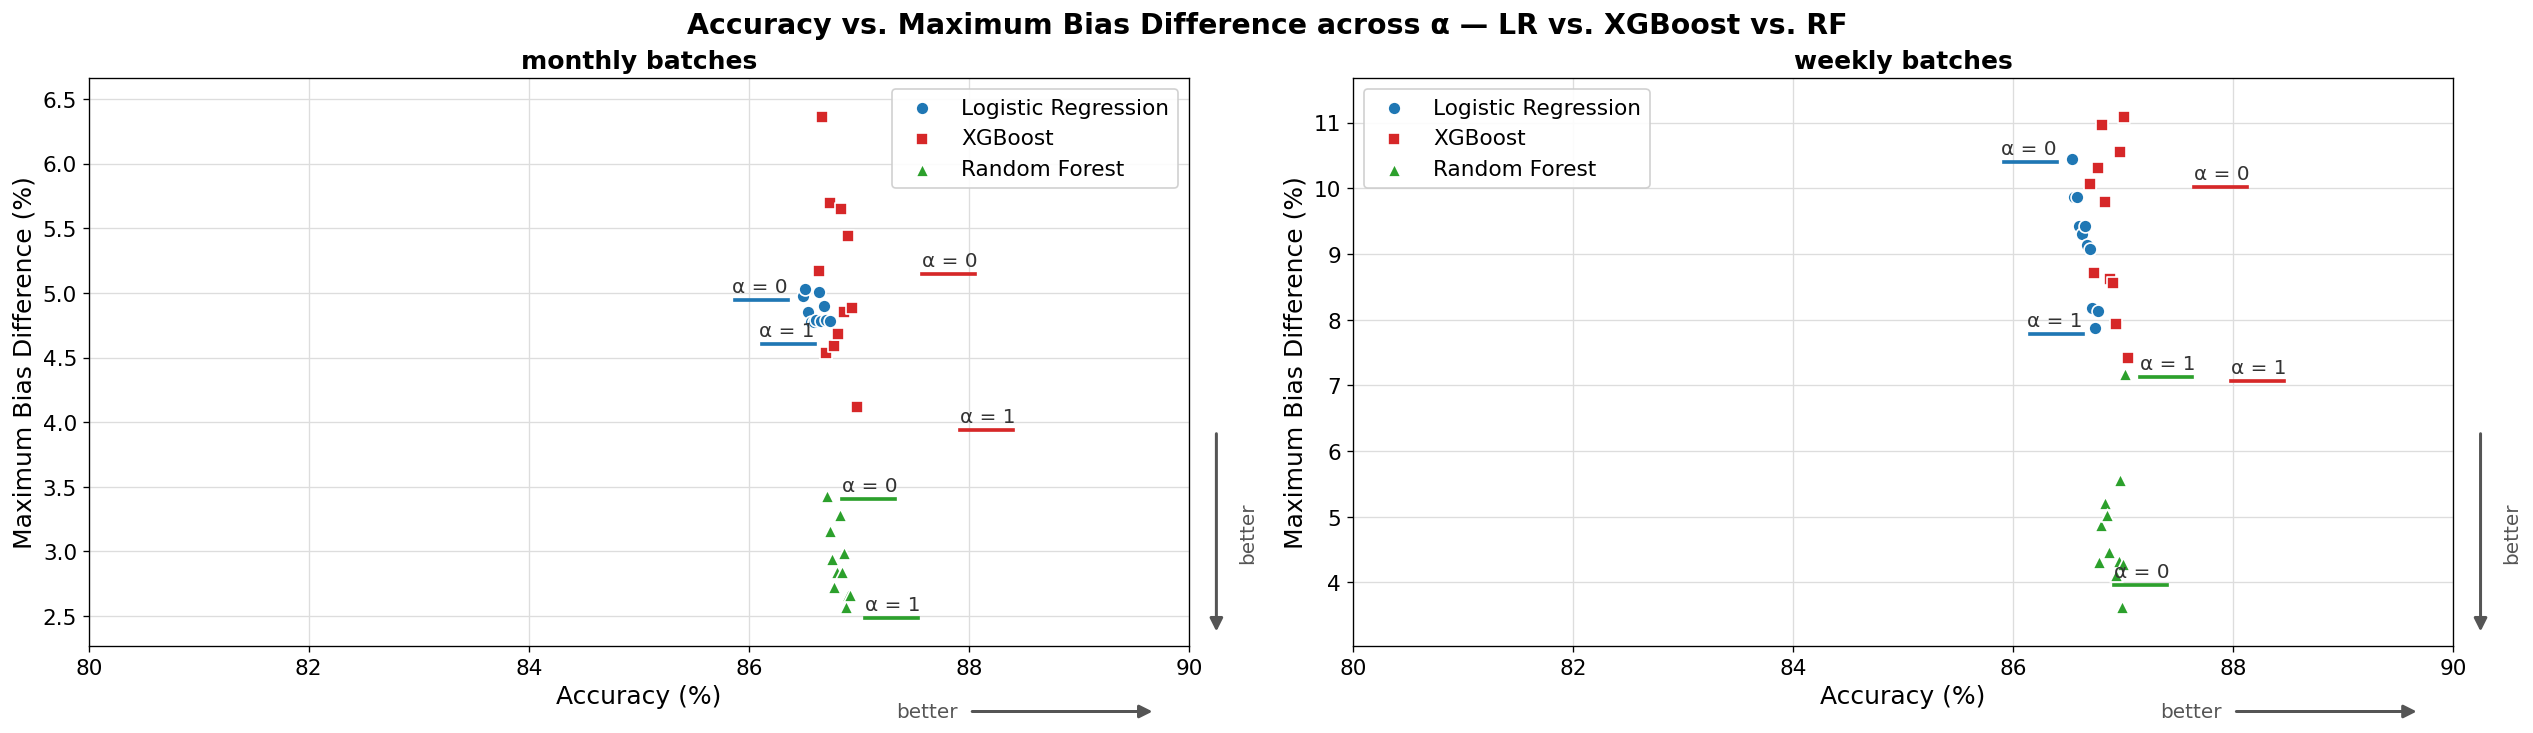 Accuracy vs. Maximum Bias Difference across α — LR vs. XGBoost vs. RF
monthly batches
Maximum Bias Difference (%)
6.5
6.0
5.5
5.0
4.5
4.0
3.5
3.0
2.5
Logistic Regression
XGBoost
Random Forest
α = 0
α = 0
α = 1
α = 1
α = 0
α = 1
80
82
84
86
88
90
Accuracy (%)
better
better
weekly batches
Maximum Bias Difference (%)
11
10
9
8
7
6
5
4
Logistic Regression
XGBoost
Random Forest
α = 0
α = 0
α = 1
α = 1
α = 1
α = 0
80
82
84
86
88
90
Accuracy (%)
better
better